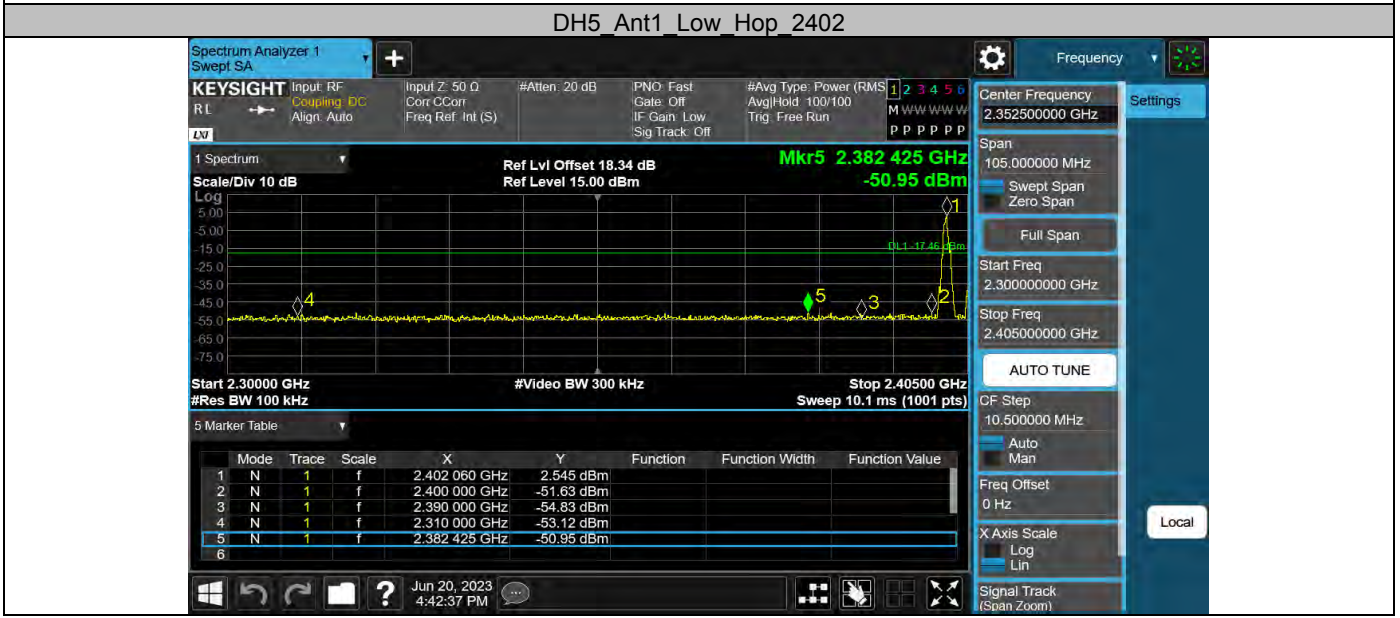 DH5_Ant1_Low_Hop_2402
Spectrum Analyzer 1
Swept SA
+
Frequency
KEYSIGHT
RL
LXI
Input: RF
Coupling: DC
Align: Auto
Input Z: 50 Ω
Corr CCorr
Freq Ref: Int (S)
#Atten: 20 dB
PNO: Fast
Gate: Off
IF Gain: Low
Sig Track: Off
#Avg Type: Power (RMS
Avg|Hold: 100/100
Trig: Free Run
1 2 3 4 5 6
M W W W W W
P P P P P P
1 Spectrum
Scale/Div 10 dB
Ref Lvl Offset 18.34 dB
Ref Level 15.00 dBm
Mkr5 2.382 425 GHz
-50.95 dBm
Log
5.00
-5.00
-15.0
-25.0
-35.0
-45.0
-55.0
-65.0
-75.0
DL1 -17.46 dBm
1
2
3
4
5
Start 2.30000 GHz
#Res BW 100 kHz
#Video BW 300 kHz
Stop 2.40500 GHz
Sweep 10.1 ms (1001 pts)
5 Marker Table
Mode Trace Scale X Y Function Function Width Function Value
1 N 1 f 2.402 060 GHz 2.545 dBm
2 N 1 f 2.400 000 GHz -51.63 dBm
3 N 1 f 2.390 000 GHz -54.83 dBm
4 N 1 f 2.310 000 GHz -53.12 dBm
5 N 1 f 2.382 425 GHz -50.95 dBm
6
Jun 20, 2023
4:42:37 PM
Center Frequency
2.352500000 GHz
Span
105.000000 MHz
Swept Span
Zero Span
Full Span
Start Freq
2.300000000 GHz
Stop Freq
2.405000000 GHz
AUTO TUNE
CF Step
10.500000 MHz
Auto
Man
Freq Offset
0 Hz
X Axis Scale
Log
Lin
Signal Track
(Span Zoom)
Settings
Local